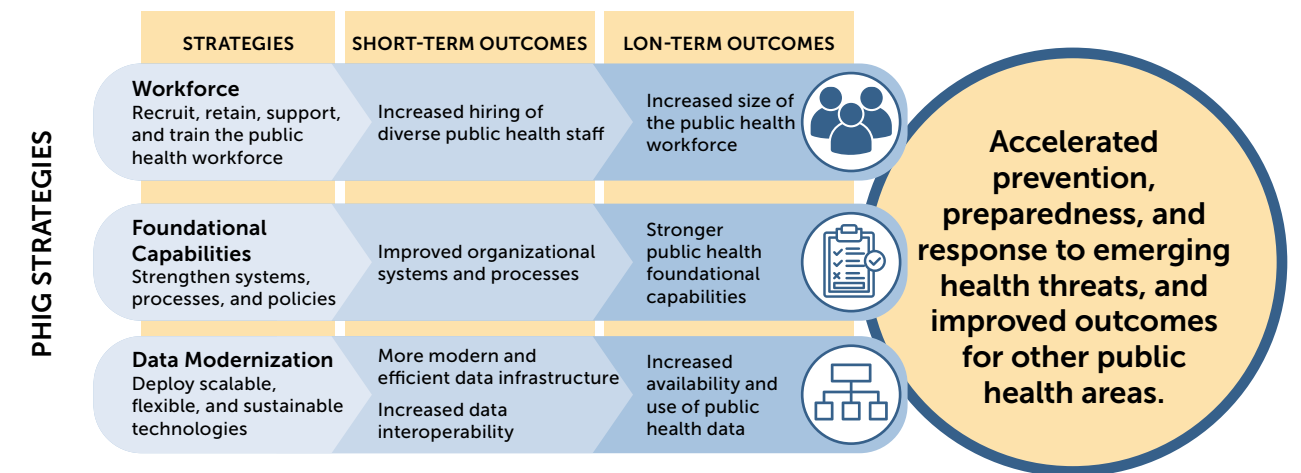 PHIG STRATEGIES
STRATEGIES
SHORT-TERM OUTCOMES
LON-TERM OUTCOMES
Workforce
Recruit, retain, support,
and train the public
health workforce
Increased hiring of
diverse public health staff
Increased size of
the public health
workforce
Foundational
Capabilities
Strengthen systems,
processes, and policies
Improved organizational
systems and processes
Stronger
public health
foundational
capabilities
Data Modernization
Deploy scalable,
flexible, and sustainable
technologies
More modern and
efficient data infrastructure
Increased data
interoperability
Increased
availability and
use of public
health data
Accelerated
prevention,
preparedness, and
response to emerging
health threats, and
improved outcomes
for other public
health areas.